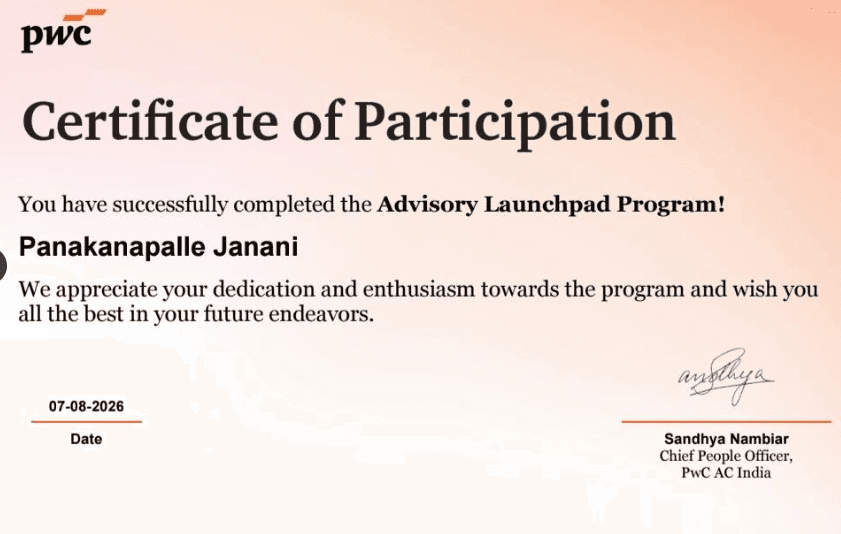 pwc
Certificate of Participation
You have successfully completed the Advisory Launchpad Program!
Panakanapalle Janani
We appreciate your dedication and enthusiasm towards the program and wish you
all the best in your future endeavors.
07-08-2026
Date
Sandhya Nambiar
Chief People Officer,
PwC AC India